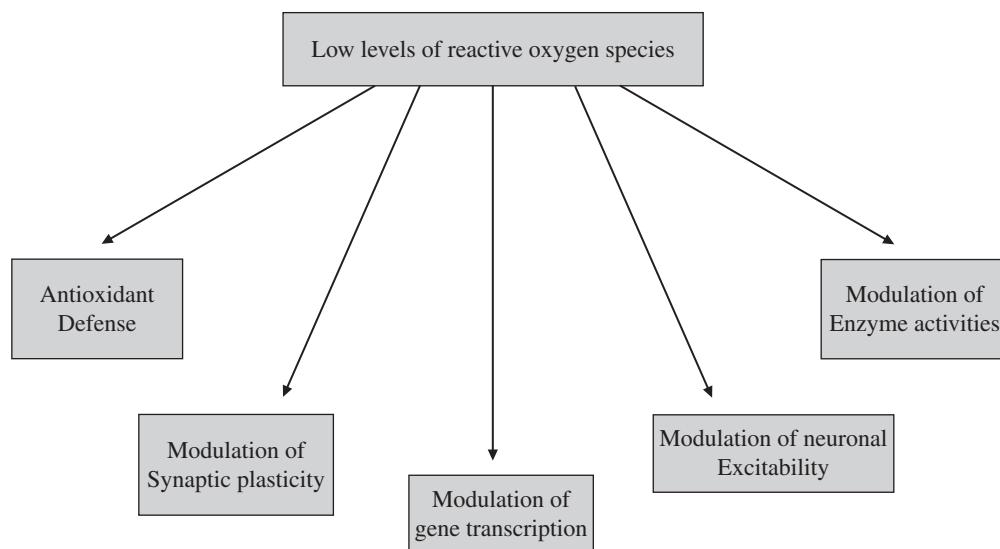 Low levels of reactive oxygen species
Antioxidant
Defense
Modulation of
Enzyme activities
Modulation of
Synaptic plasticity
Modulation of neuronal
Excitability
Modulation of
gene transcription